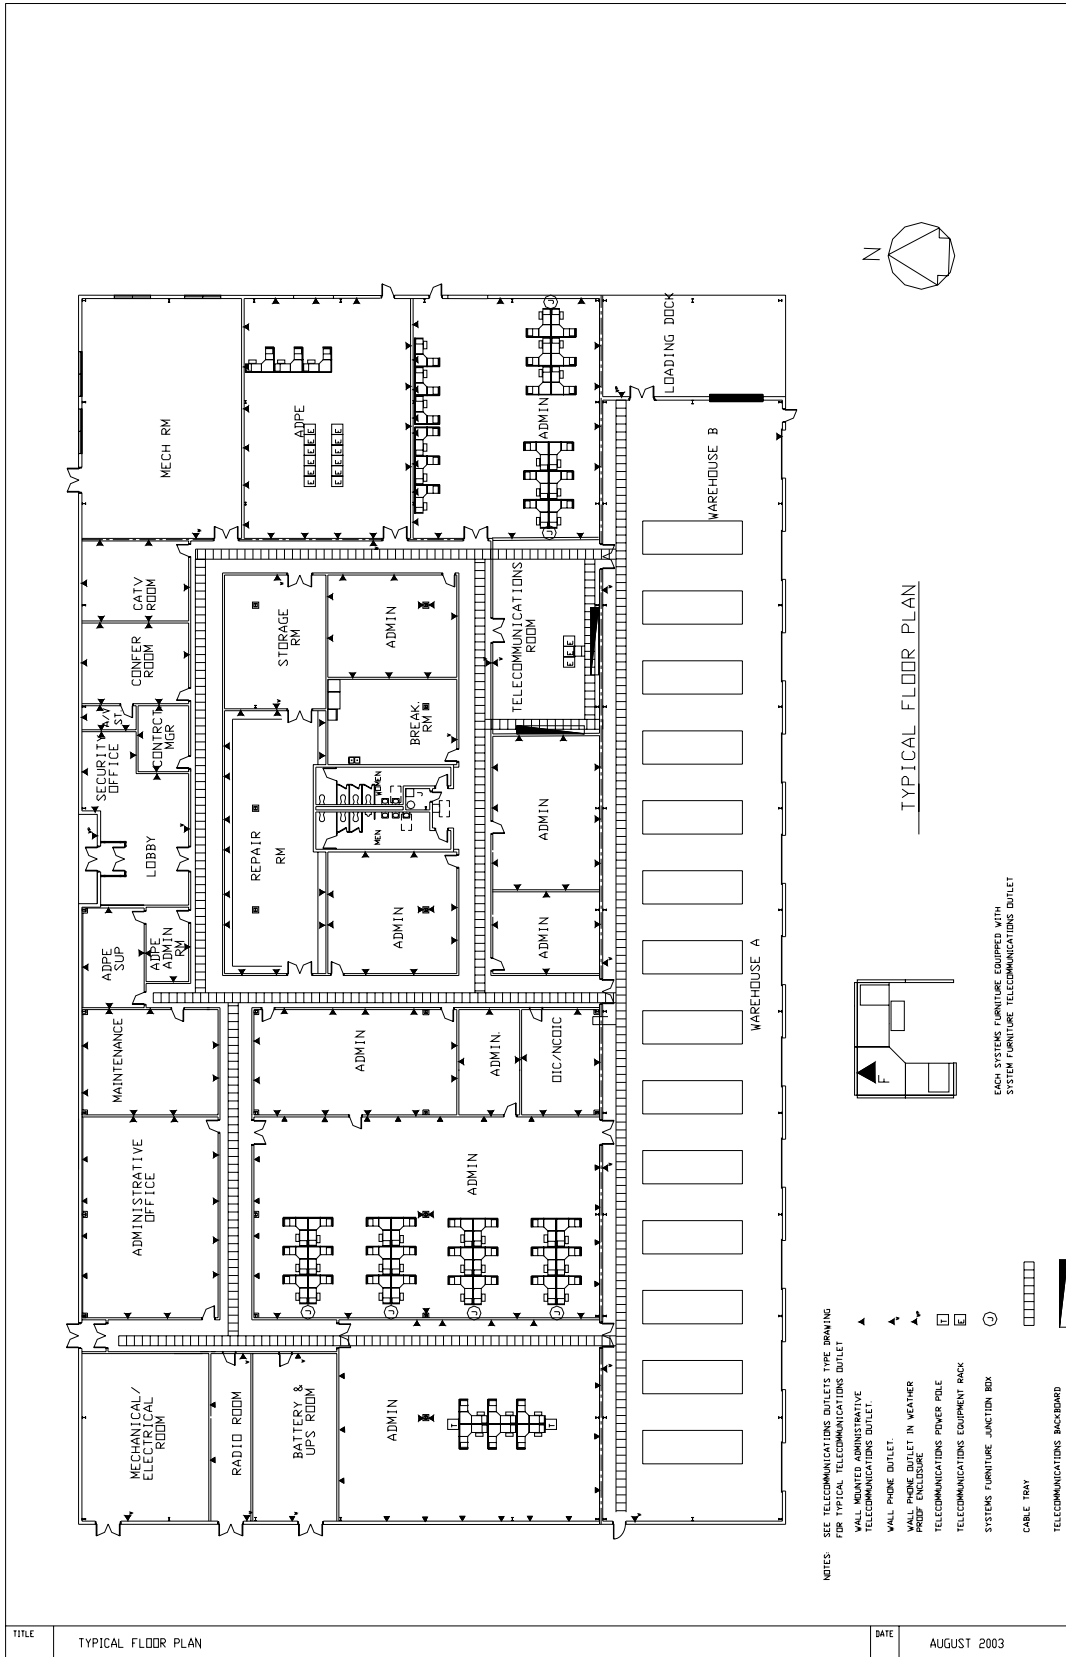 N
MECH RM
ADPE
E E E E E E
E E E E E E
ADMIN
J
J
LOADING DOCK
CATV
ROOM
CONFER
ROOM
A/V
ST
CONTRCT
MGR
SECURITY
OFFICE
LOBBY
ADPE
SUP
ADPE
ADMIN
RM
STORAGE
RM
ADMIN
BREAK.
RM
REPAIR
RM
WOMEN
MEN
J
ADMIN
TELECOMMUNICATIONS
ROOM
E E E
ADMIN
ADMIN
WAREHOUSE B
WAREHOUSE A
MAINTENANCE
ADMINISTRATIVE
OFFICE
ADMIN
ADMIN.
OIC/NCOIC
ADMIN
J
J
J
J
MECHANICAL/
ELECTRICAL
ROOM
RADIO ROOM
BATTERY &
UPS ROOM
ADMIN
T
T
TYPICAL FLOOR PLAN
F
EACH SYSTEMS FURNITURE EQUIPPED WITH
SYSTEM FURNITURE TELECOMMUNICATIONS OUTLET
NOTES: SEE TELECOMMUNICATIONS OUTLETS TYPE DRAWING
FOR TYPICAL TELECOMMUNICATIONS OUTLET
WALL MOUNTED ADMINISTRATIVE
TELECOMMUNICATIONS OUTLET.
WALL PHONE OUTLET.
WALL PHONE OUTLET IN WEATHER
PROOF ENCLOSURE
TELECOMMUNICATIONS POWER POLE
T
TELECOMMUNICATIONS EQUIPMENT RACK
E
SYSTEMS FURNITURE JUNCTION BOX
J
CABLE TRAY
TELECOMMUNICATIONS BACKBOARD
TITLE
TYPICAL FLOOR PLAN
DATE
AUGUST 2003